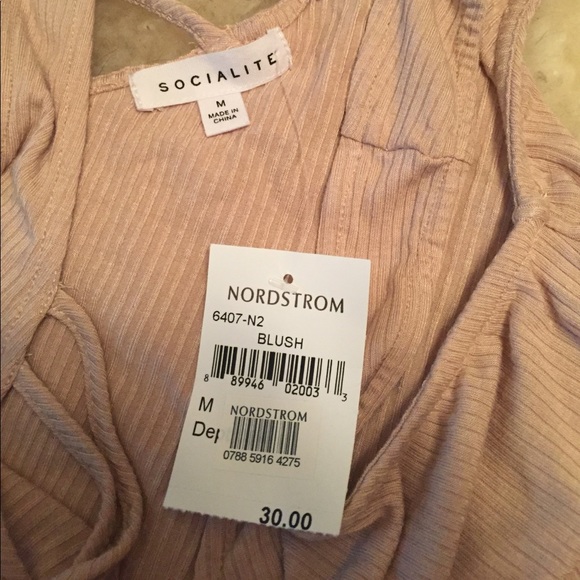 SOCIALITE
M
MADE IN
CHINA
NORDSTROM
6407-N2
BLUSH
8 89946 02003 3
M
NORDSTROM
0788 5916 4275
30.00